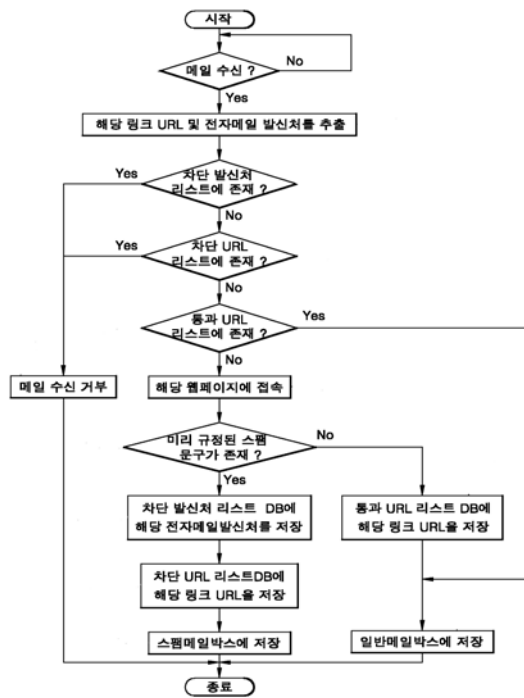 시작
메일 수신 ?
No
Yes
해당 링크 URL 및 전자메일 발신처를 추출
차단 발신처
리스트에 존재 ?
Yes
No
차단 URL
리스트에 존재 ?
Yes
No
통과 URL
리스트에 존재 ?
Yes
No
메일 수신 거부
해당 웹페이지에 접속
미리 규정된 스팸
문구가 존재 ?
No
Yes
차단 발신처 리스트 DB에
해당 전자메일발신처를 저장
통과 URL 리스트 DB에
해당 링크 URL을 저장
차단 URL 리스트DB에
해당 링크 URL을 저장
스팸메일박스에 저장
일반메일박스에 저장
종료